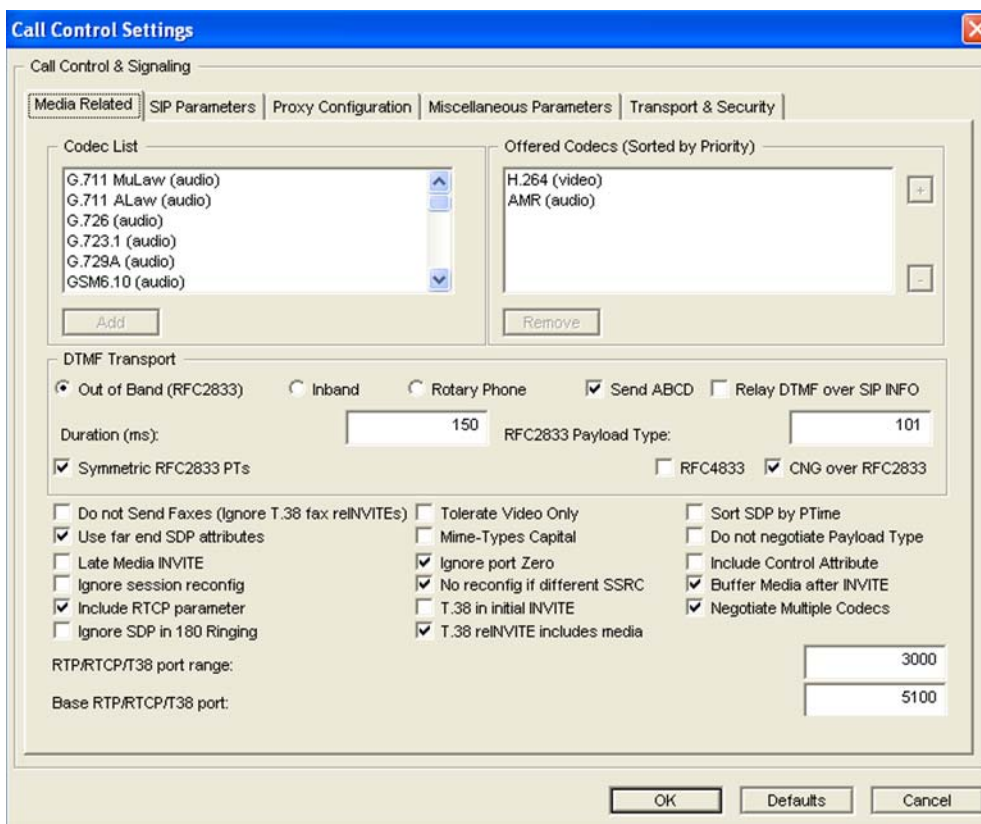 Call Control Settings
Call Control & Signaling
Media Related SIP Parameters Proxy Configuration Miscellaneous Parameters Transport & Security
Codec List
G.711 MuLaw (audio)
G.711 ALaw (audio)
G.726 (audio)
G.723.1 (audio)
G.729A (audio)
GSM6.10 (audio)
Add
Offered Codecs (Sorted by Priority)
H.264 (video)
AMR (audio)
+
-
Remove
DTMF Transport
Out of Band (RFC2833) Inband Rotary Phone Send ABCD Relay DTMF over SIP INFO
Duration (ms): 150 RFC2833 Payload Type: 101
Symmetric RFC2833 PTs RFC4833 CNG over RFC2833
Do not Send Faxes (Ignore T.38 fax reINVITEs) Tolerate Video Only Sort SDP by PTime
Use far end SDP attributes Mime-Types Capital Do not negotiate Payload Type
Late Media INVITE Ignore port Zero Include Control Attribute
Ignore session reconfig No reconfig if different SSRC Buffer Media after INVITE
Include RTCP parameter T.38 in initial INVITE Negotiate Multiple Codecs
Ignore SDP in 180 Ringing T.38 reINVITE includes media
RTP/RTCP/T38 port range: 3000
Base RTP/RTCP/T38 port: 5100
OK Defaults Cancel